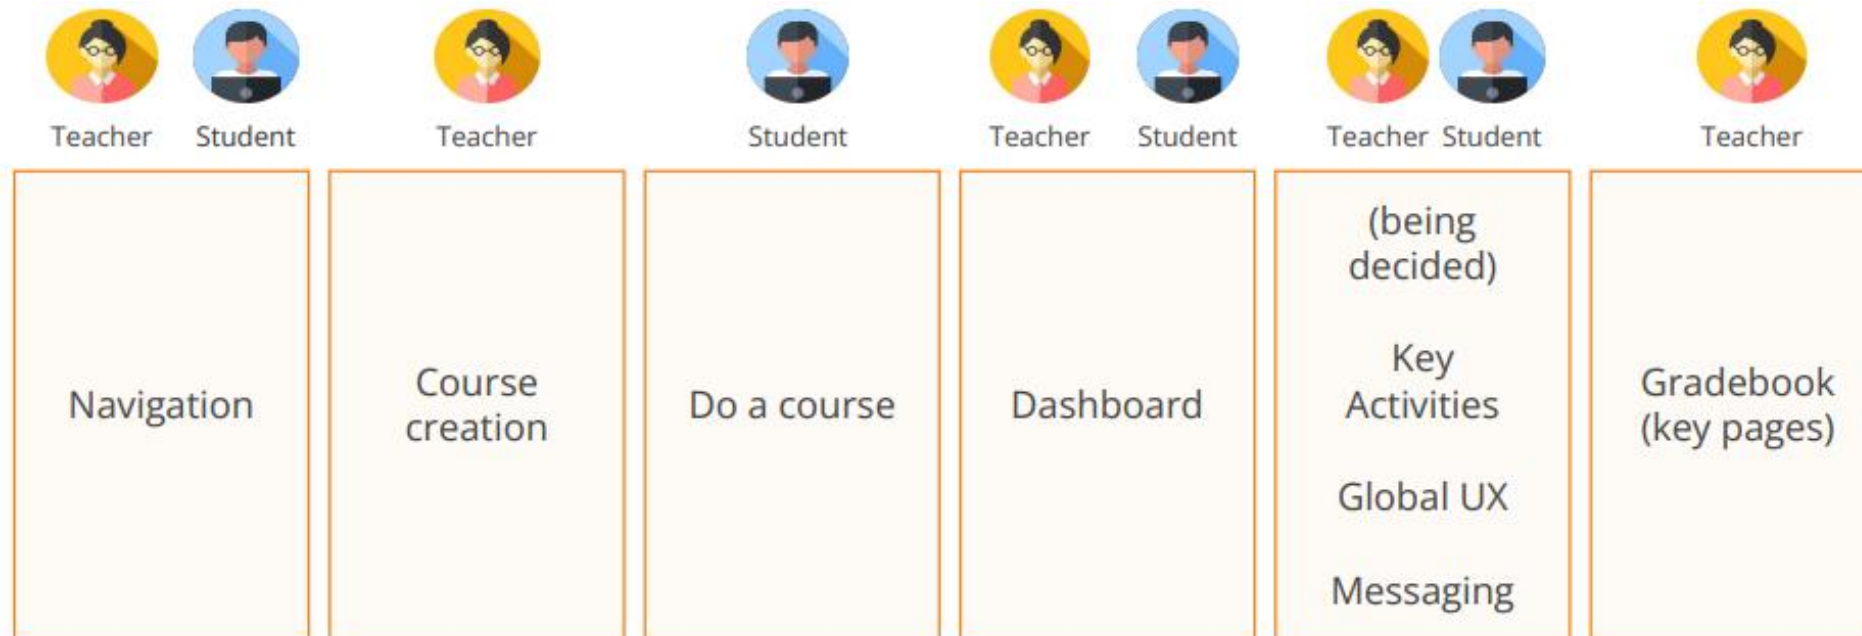 Teacher Student
Teacher
Student
Teacher Student
Teacher Student
Teacher
Navigation
Course
creation
Do a course
Dashboard
(being
decided)
Key
Activities
Global UX
Messaging
Gradebook
(key pages)